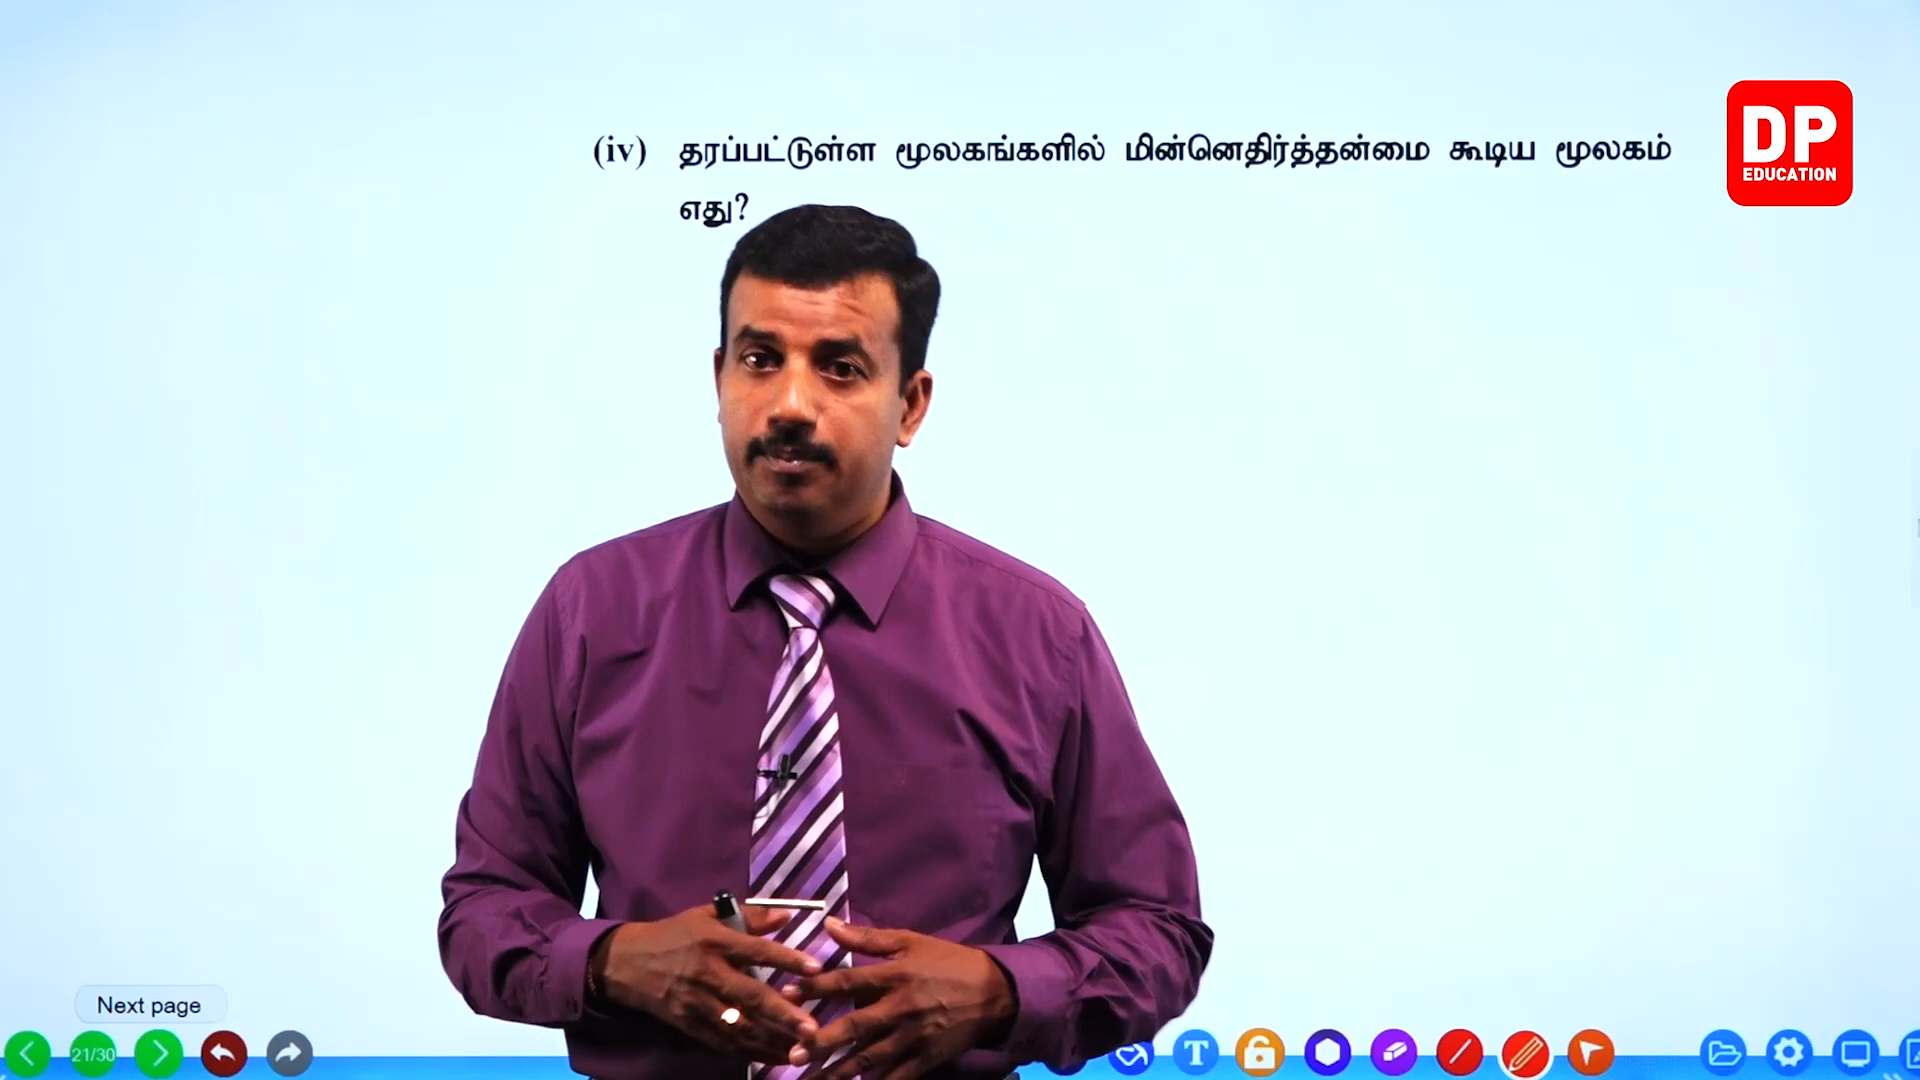 (iv) தரப்பட்டுள்ள மூலகங்களில் மின்னெதிர்த்தன்மை கூடிய மூலகம்
எது?
DP
EDUCATION
Next page
21/30
T